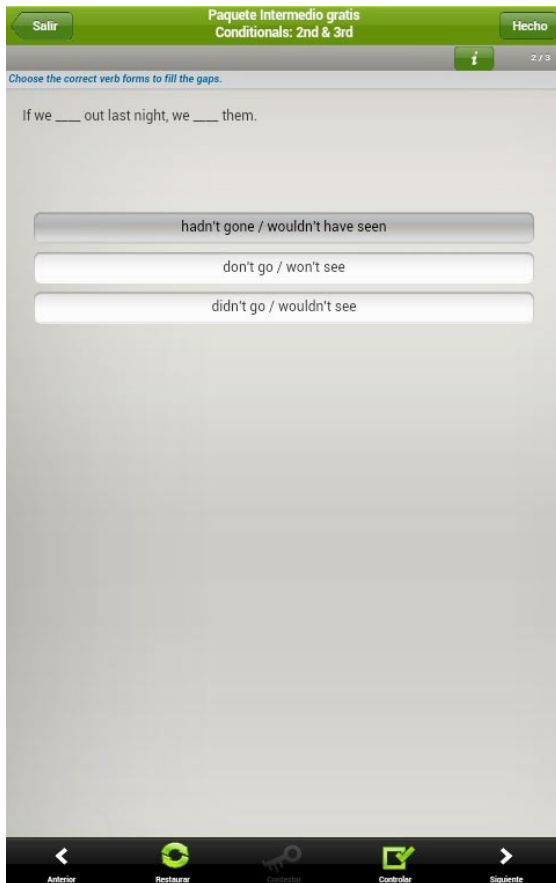 Salir
Paquete Intermedio gratis
Conditionals: 2nd & 3rd
Hecho
i
2/3
Choose the correct verb forms to fill the gaps.
If we ___ out last night, we ___ them.
hadn't gone / wouldn't have seen
don't go / won't see
didn't go / wouldn't see
Anterior
Restaurar
Contestar
Controlar
Siguiente